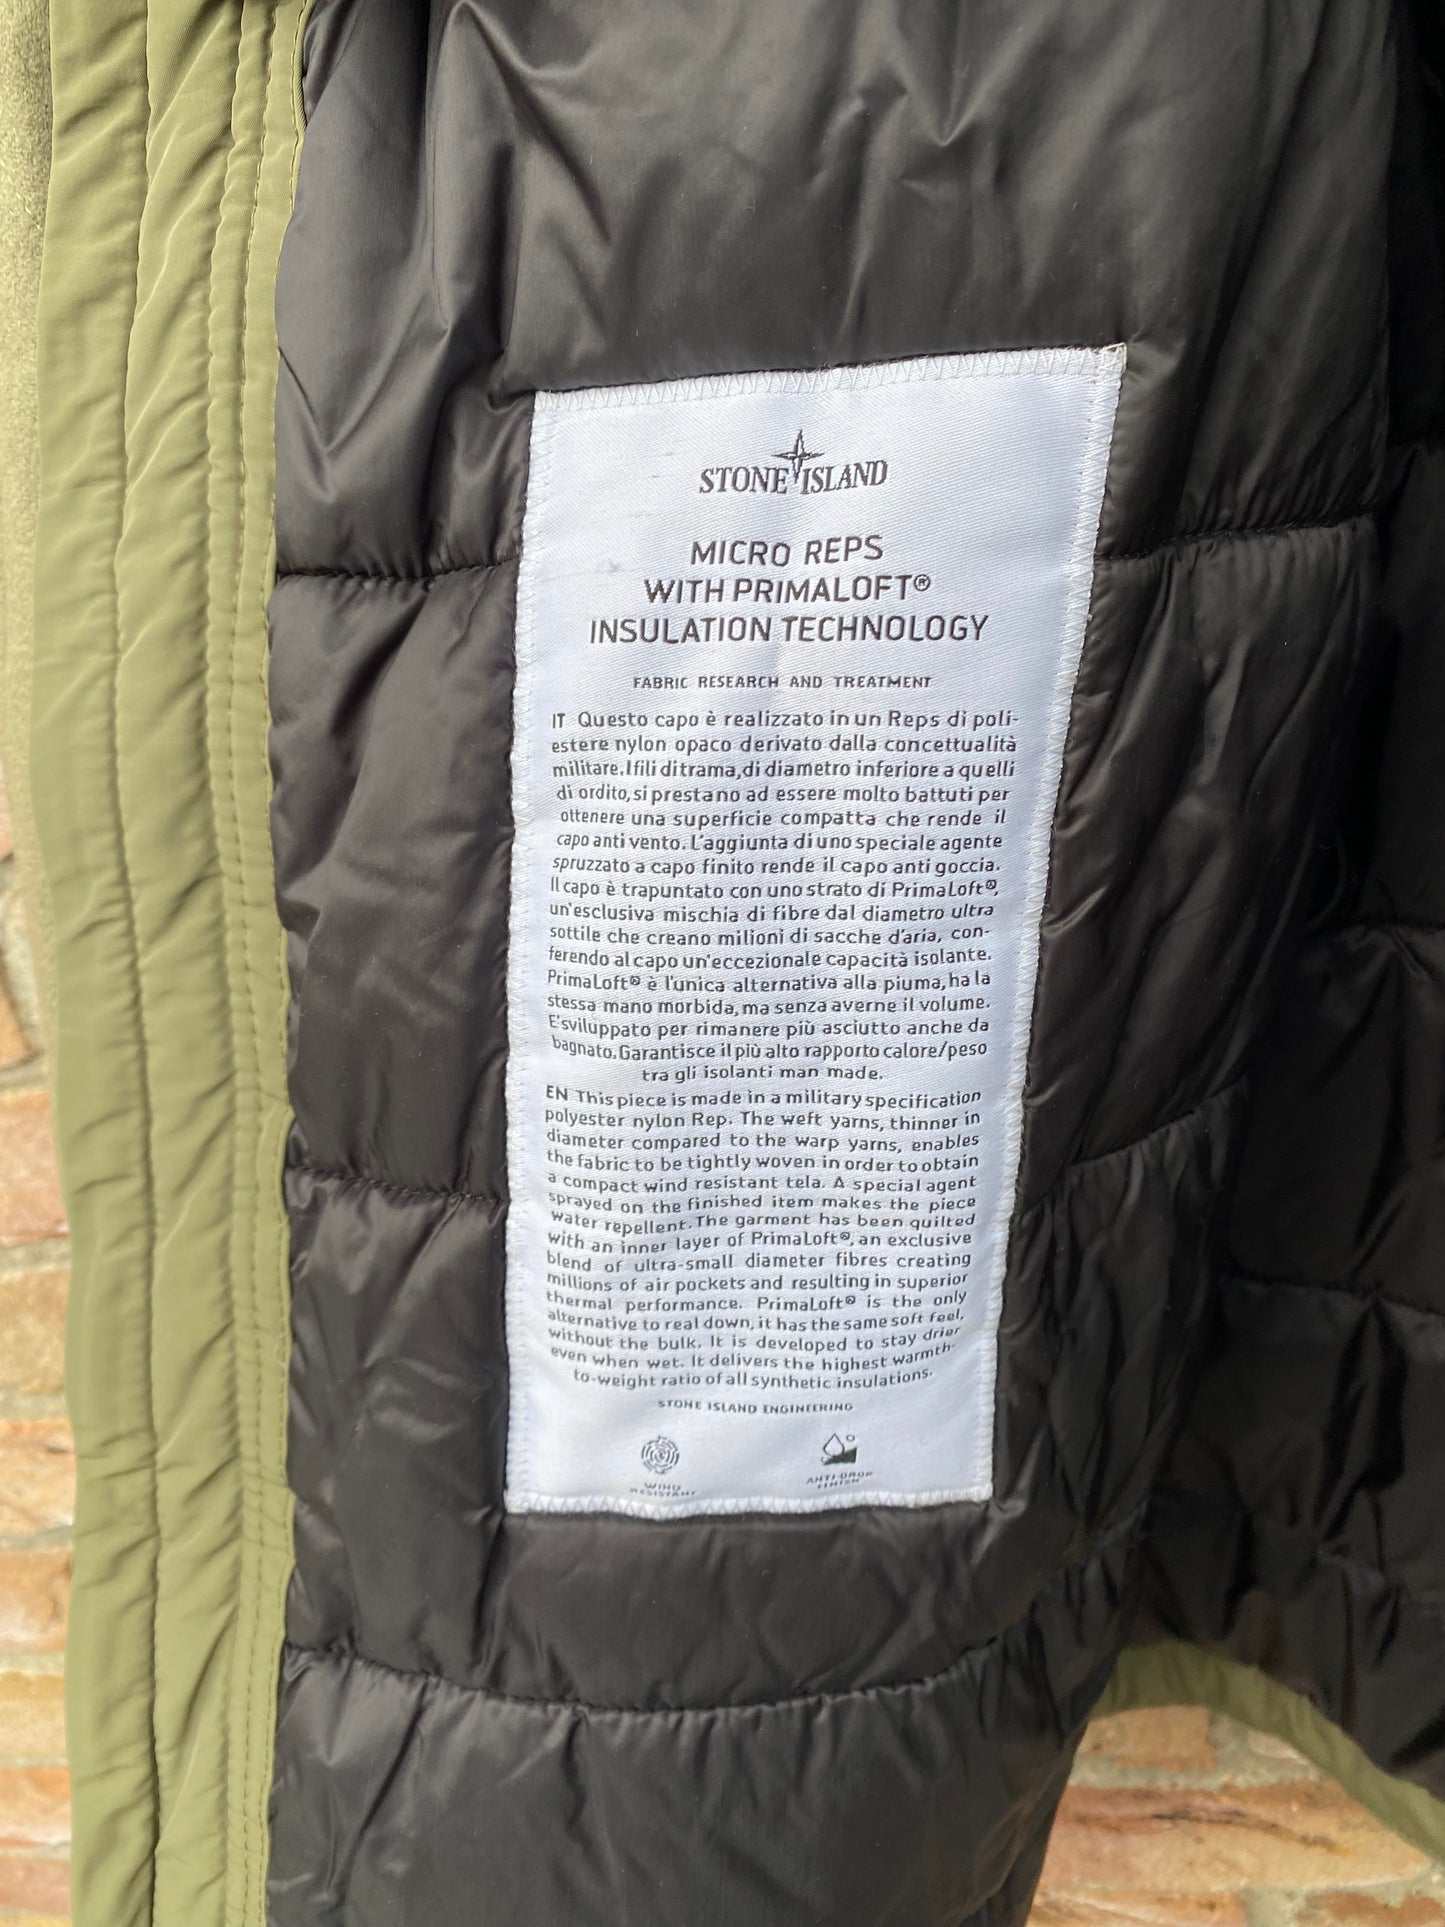 STONE ISLAND
MICRO REPS
WITH PRIMALOFT®
INSULATION TECHNOLOGY
FABRIC RESEARCH AND TREATMENT
IT Questo capo è realizzato in un Reps di poli-
estere nylon opaco derivato dalla concettualità
militare. I fili di trama, di diametro inferiore a quelli
di ordito, si prestano ad essere molto battuti per
ottenere una superficie compatta che rende il
capo anti vento. L'aggiunta di uno speciale agente
spruzzato a capo finito rende il capo anti goccia.
Il capo è trapuntato con uno strato di PrimaLoft®,
un'esclusiva mischia di fibre dal diametro ultra
sottile che creano milioni di sacche d'aria, con-
ferendo al capo un'eccezionale capacità isolante.
PrimaLoft® è l'unica alternativa alla piuma, ha la
stessa mano morbida, ma senza averne il volume.
E'sviluppato per rimanere più asciutto anche da
bagnato. Garantisce il più alto rapporto calore/peso
tra gli isolanti man made.
EN This piece is made in a military specification
polyester nylon Rep. The weft yarns, thinner in
diameter compared to the warp yarns, enables
the fabric to be tightly woven in order to obtain
a compact wind resistant tela. A special agent
sprayed on the finished item makes the piece
water repellent. The garment has been quilted
with an inner layer of PrimaLoft®, an exclusive
blend of ultra-small diameter fibres creating
millions of air pockets and resulting in superior
thermal performance. PrimaLoft® is the only
alternative to real down, it has the same soft feel,
without the bulk. It is developed to stay drier
even when wet. It delivers the highest warmth-
to-weight ratio of all synthetic insulations.
STONE ISLAND ENGINEERING
WIND
RESISTANT
ANTI-DROP
FINISH